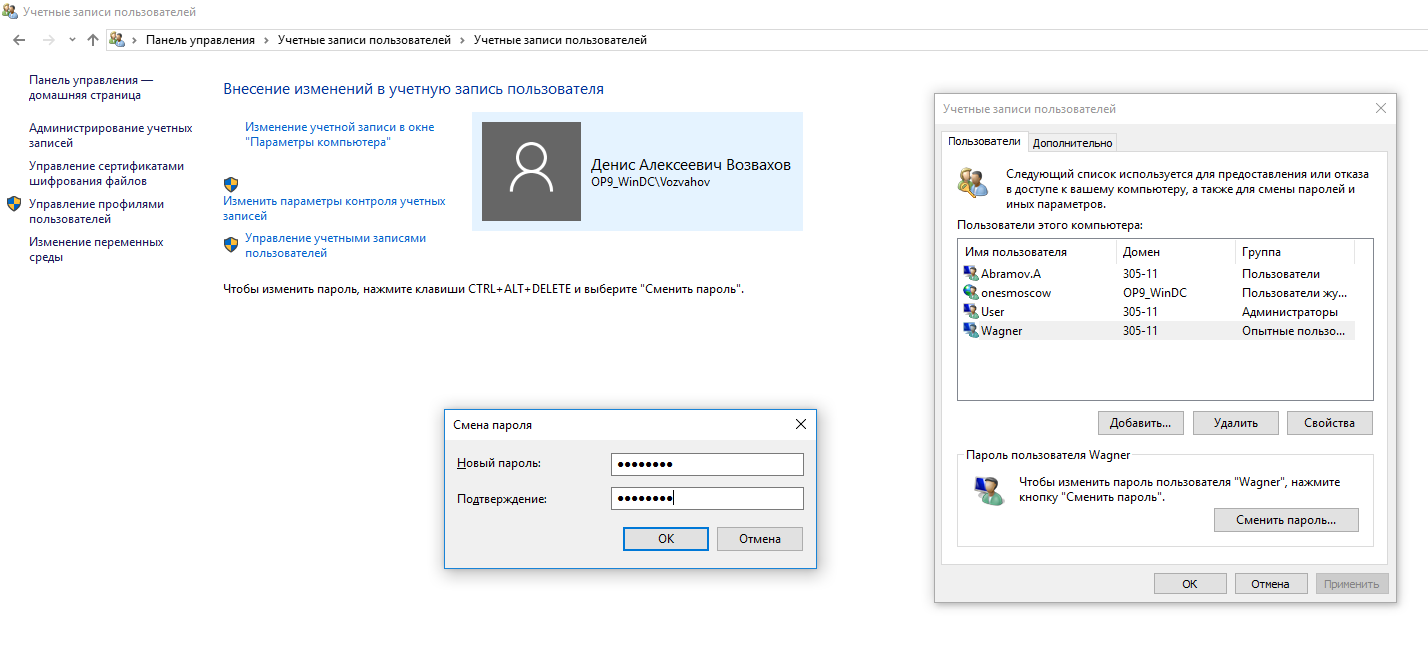 Учетные записи пользователей
Панель управления › Учетные записи пользователей › Учетные записи пользователей
Панель управления —
домашняя страница
Администрирование учетных
записей
Управление сертификатами
шифрования файлов
Управление профилями
пользователей
Изменение переменных
среды
Внесение изменений в учетную запись пользователя
Изменение учетной записи в окне
"Параметры компьютера"
Изменить параметры контроля учетных
записей
Управление учетными записями
пользователей
Денис Алексеевич Возвахов
OP9_WinDC\Vozvahov
Чтобы изменить пароль, нажмите клавиши CTRL+ALT+DELETE и выберите "Сменить пароль".
Смена пароля
Новый пароль: ●●●●●●●●
Подтверждение: ●●●●●●●●
OK Отмена
Учетные записи пользователей
Пользователи Дополнительно
Следующий список используется для предоставления или отказа
в доступе к вашему компьютеру, а также для смены паролей и
иных параметров.
Пользователи этого компьютера:
Имя пользователя Домен Группа
Abramov.A 305-11 Пользователи
onesmoscow OP9_WinDC Пользователи жу...
User 305-11 Администраторы
Wagner 305-11 Опытные пользо...
Добавить... Удалить Свойства
Пароль пользователя Wagner
Чтобы изменить пароль пользователя "Wagner", нажмите
кнопку "Сменить пароль".
Сменить пароль...
OK Отмена Применить